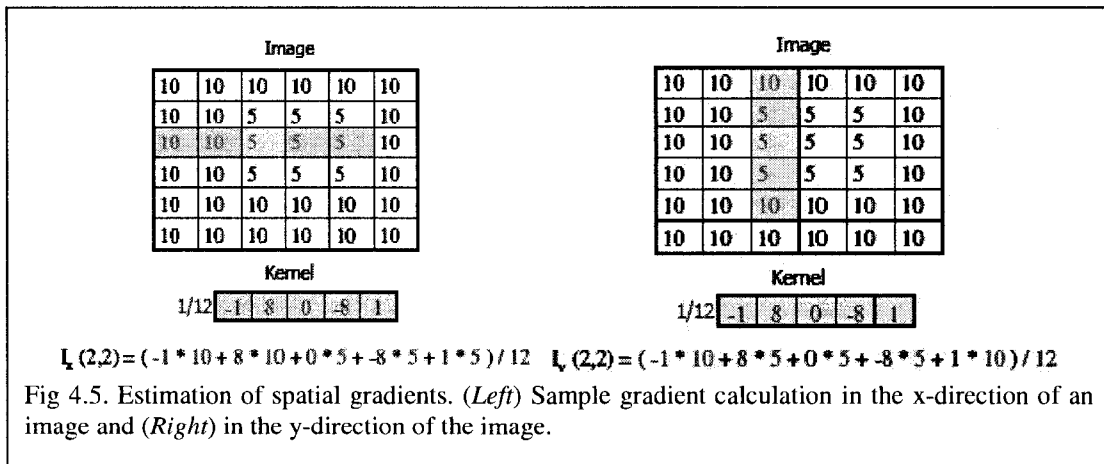 Image
10 10 10 10 10 10
10 10 5 5 5 10
10 10 5 5 5 10
10 10 5 5 5 10
10 10 10 10 10 10
10 10 10 10 10 10
Kernel
1/12 -1 8 0 -8 1
Iₓ (2,2) = ( -1 * 10 + 8 * 10 + 0 * 5 + -8 * 5 + 1 * 5 ) / 12
Image
10 10 10 10 10 10
10 10 5 5 5 10
10 10 5 5 5 10
10 10 5 5 5 10
10 10 10 10 10 10
10 10 10 10 10 10
Kernel
1/12 -1 8 0 -8 1
(2,2) = ( -1 * 10 + 8 * 5 + 0 * 5 + -8 * 5 + 1 * 10 ) / 12
Fig 4.5. Estimation of spatial gradients. (Left) Sample gradient calculation in the x-direction of an
image and (Right) in the y-direction of the image.